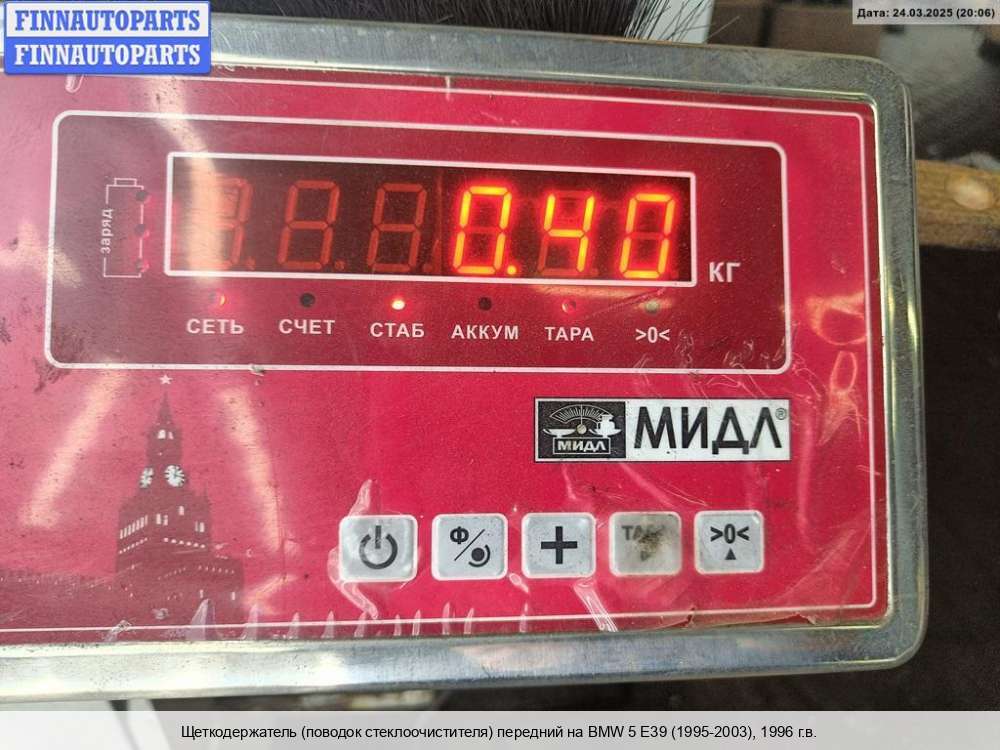 FINNAUTOPARTS
FINNAUTOPARTS
Дата: 24.03.2025 (20:06)
заряд
0.40
КГ
СЕТЬ СЧЕТ СТАБ АККУМ ТАРА >0<
МИДЛ МИДЛ®
Ф/ + >0<
Щеткодержатель (поводок стеклоочистителя) передний на BMW 5 E39 (1995-2003), 1996 г.в.